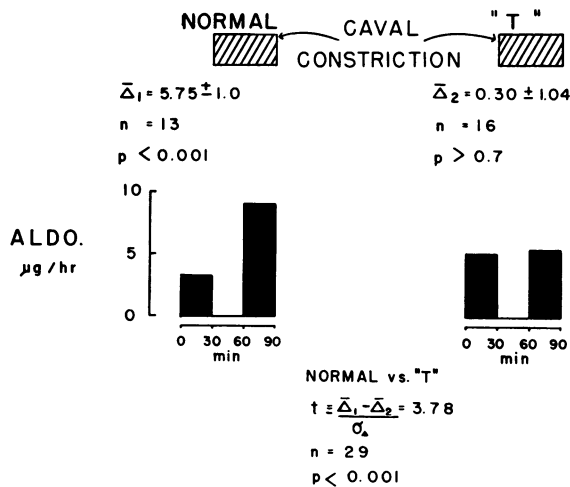 NORMAL
CAVAL
CONSTRICTION
"T"
Δ̄₁ = 5.75 ± 1.0
n = 13
p < 0.001
Δ̄₂ = 0.30 ± 1.04
n = 16
p > 0.7
ALDO.
µg/hr
10
5
0
0 30 60 90
min
0 30 60 90
min
NORMAL vs. "T"
t = Δ̄₁ - Δ̄₂ = 3.78
σ▵
n = 29
p < 0.001